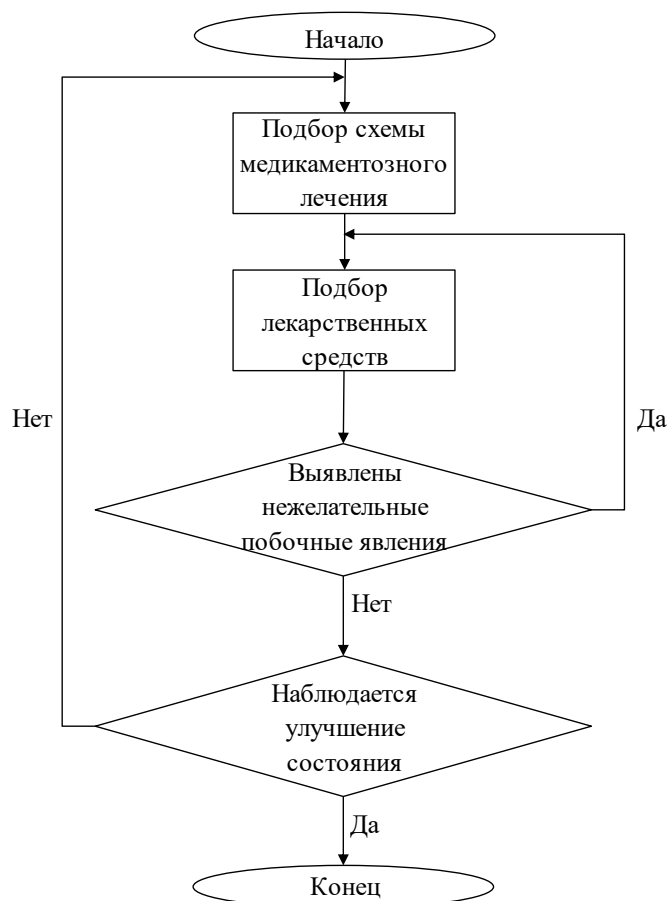 Начало
Подбор схемы
медикаментозного
лечения
Подбор
лекарственных
средств
Нет
Да
Выявлены
нежелательные
побочные явления
Нет
Наблюдается
улучшение
состояния
Да
Конец